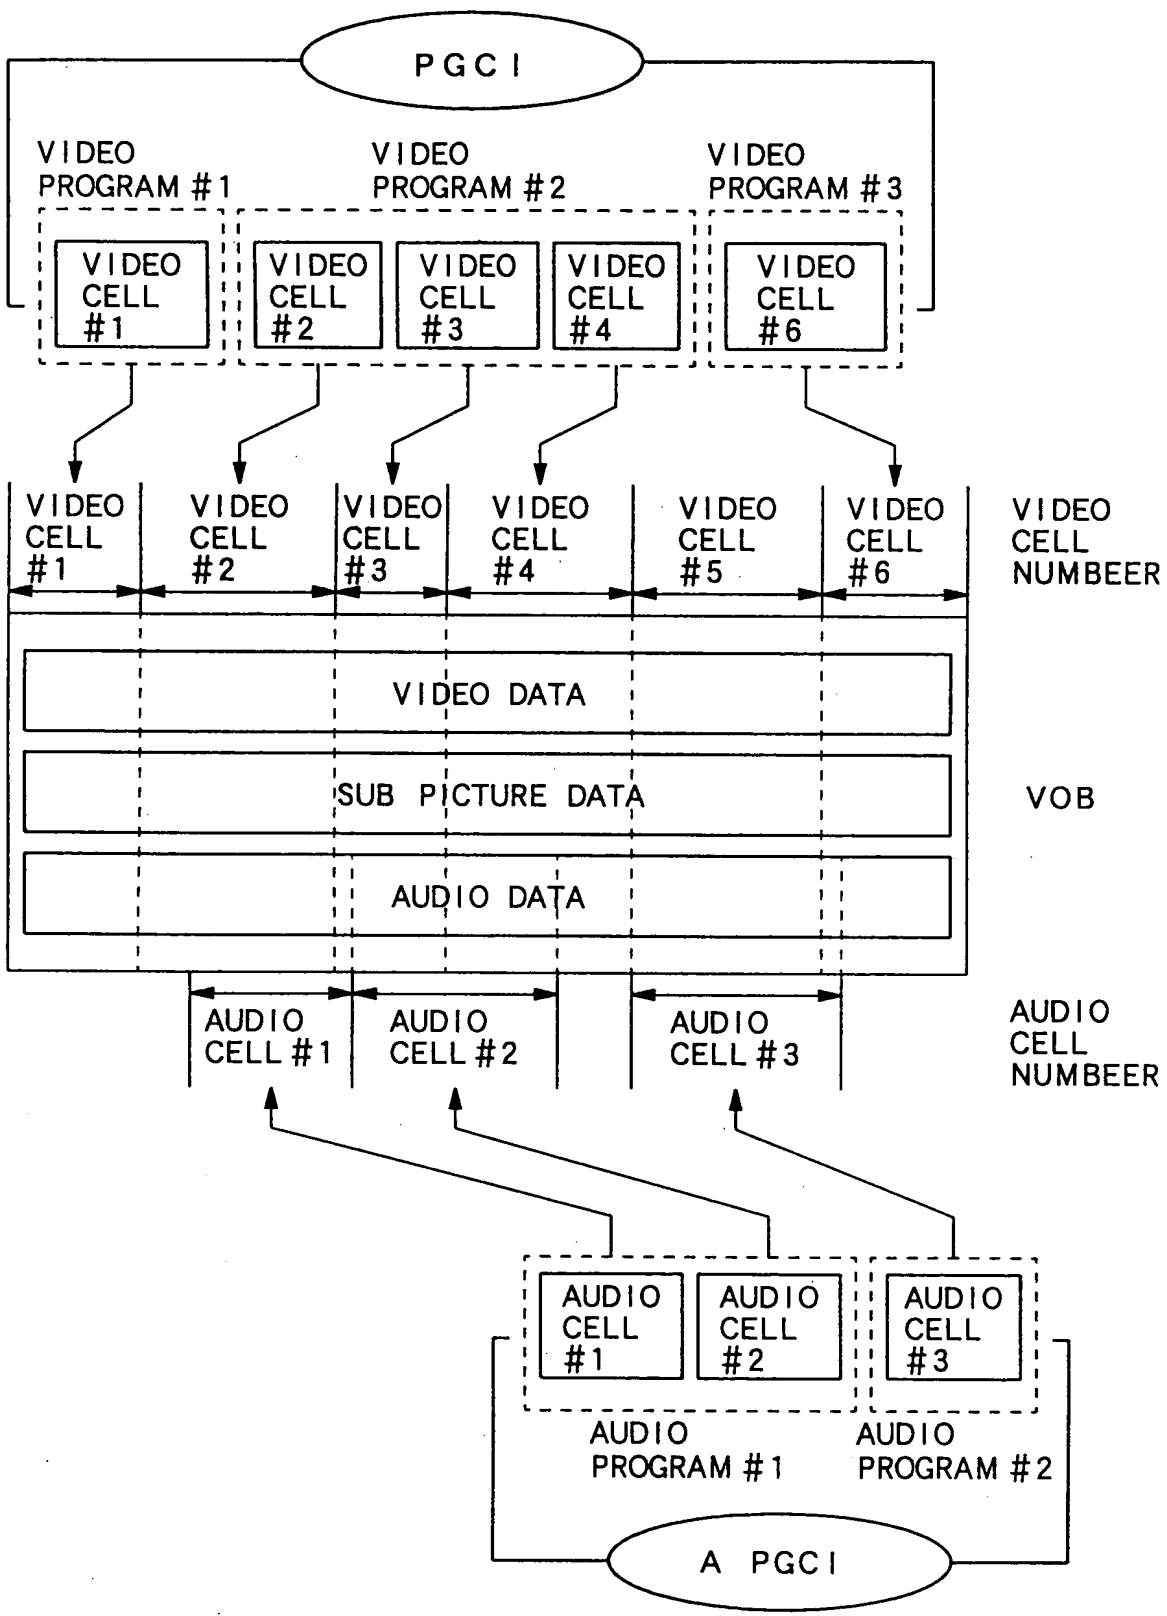 PGCI
VIDEO
PROGRAM #1
VIDEO
PROGRAM #2
VIDEO
PROGRAM #3
VIDEO
CELL
#1
VIDEO
CELL
#2
VIDEO
CELL
#3
VIDEO
CELL
#4
VIDEO
CELL
#6
VIDEO
CELL
#1
VIDEO
CELL
#2
VIDEO
CELL
#3
VIDEO
CELL
#4
VIDEO
CELL
#5
VIDEO
CELL
#6
VIDEO
CELL
NUMBEER
VIDEO DATA
SUB PICTURE DATA
VOB
AUDIO DATA
AUDIO
CELL #1
AUDIO
CELL #2
AUDIO
CELL #3
AUDIO
CELL
NUMBEER
AUDIO
CELL
#1
AUDIO
CELL
#2
AUDIO
CELL
#3
AUDIO
PROGRAM #1
AUDIO
PROGRAM #2
A PGCI